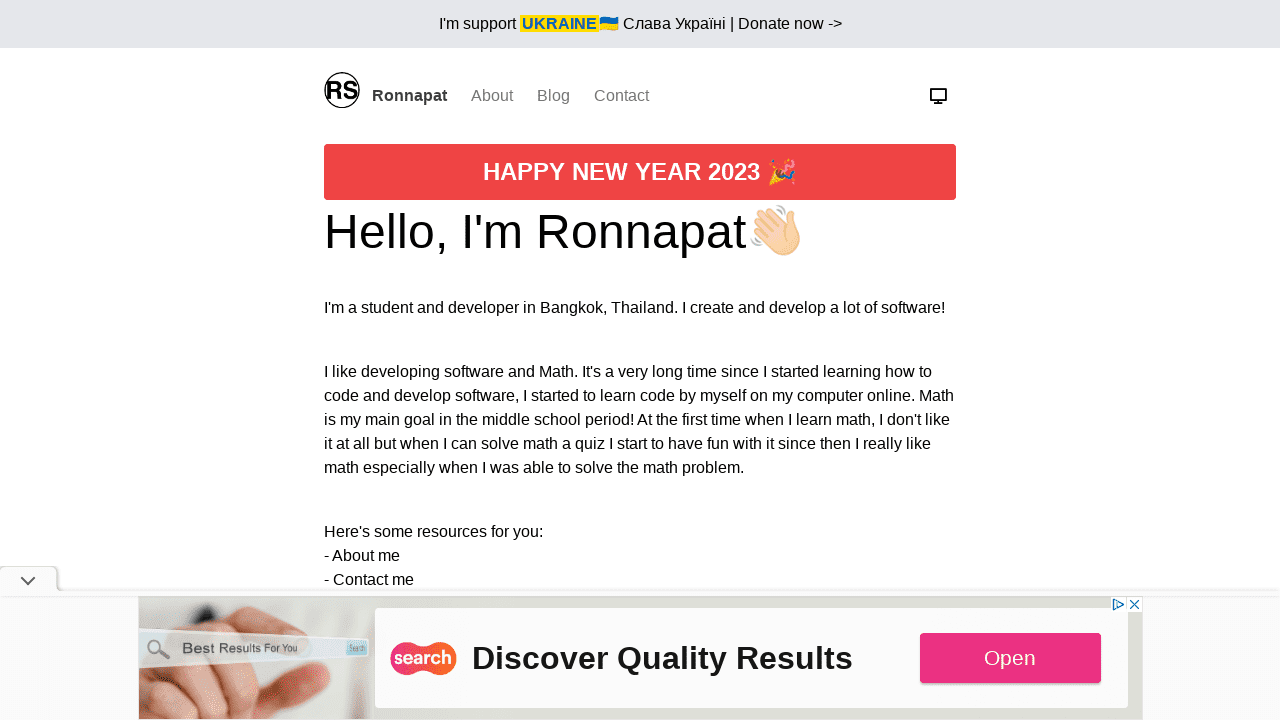 I'm support UKRAINE🇺🇦 Слава Україні | Donate now ->
RS Ronnapat About Blog Contact
HAPPY NEW YEAR 2023 🎉
Hello, I'm Ronnapat👋🏻
I'm a student and developer in Bangkok, Thailand. I create and develop a lot of software!
I like developing software and Math. It's a very long time since I started learning how to
code and develop software, I started to learn code by myself on my computer online. Math
is my main goal in the middle school period! At the first time when I learn math, I don't like
it at all but when I can solve math a quiz I start to have fun with it since then I really like
math especially when I was able to solve the math problem.
Here's some resources for you:
- About me
- Contact me
Best Results For You Search
search Discover Quality Results Open